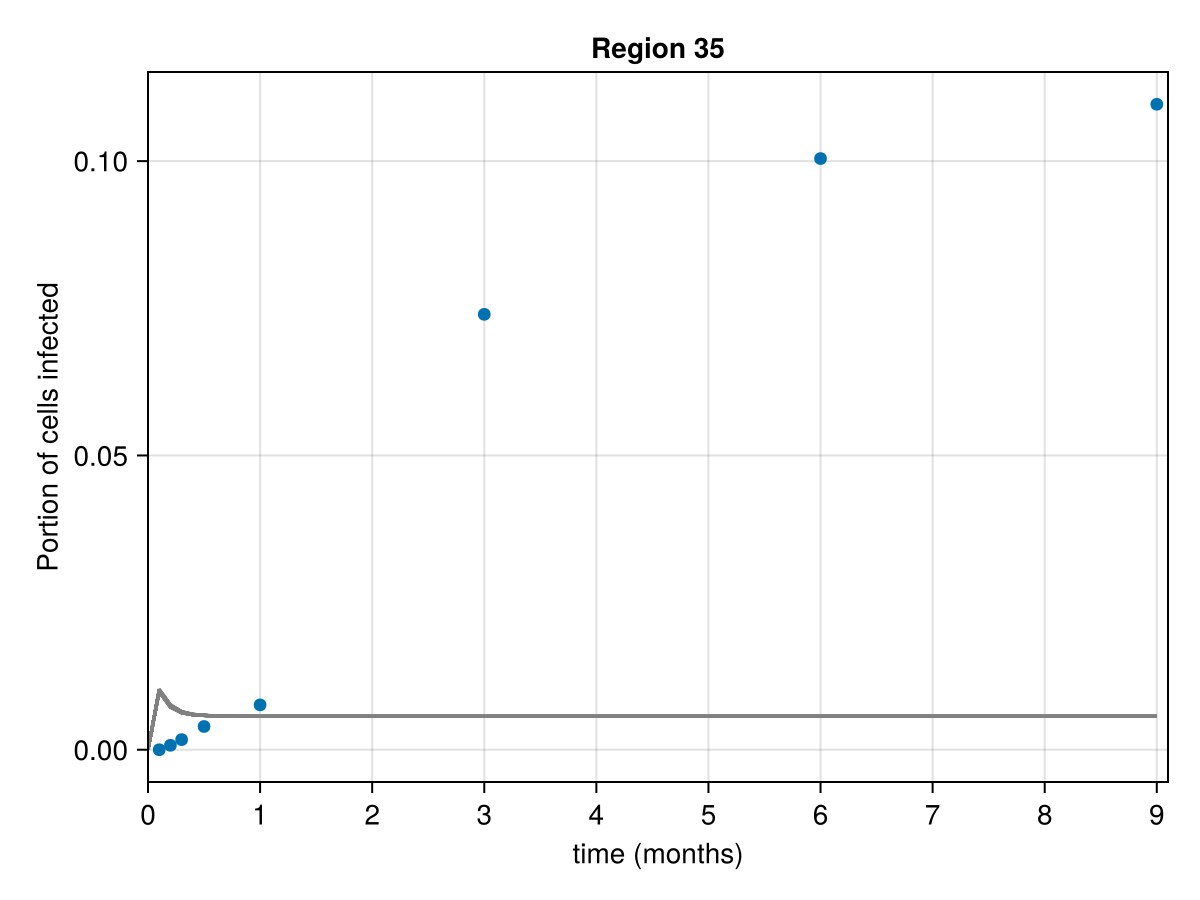 Region 35
Portion of cells infected
0.10
0.05
0.00
0 1 2 3 4 5 6 7 8 9
time (months)